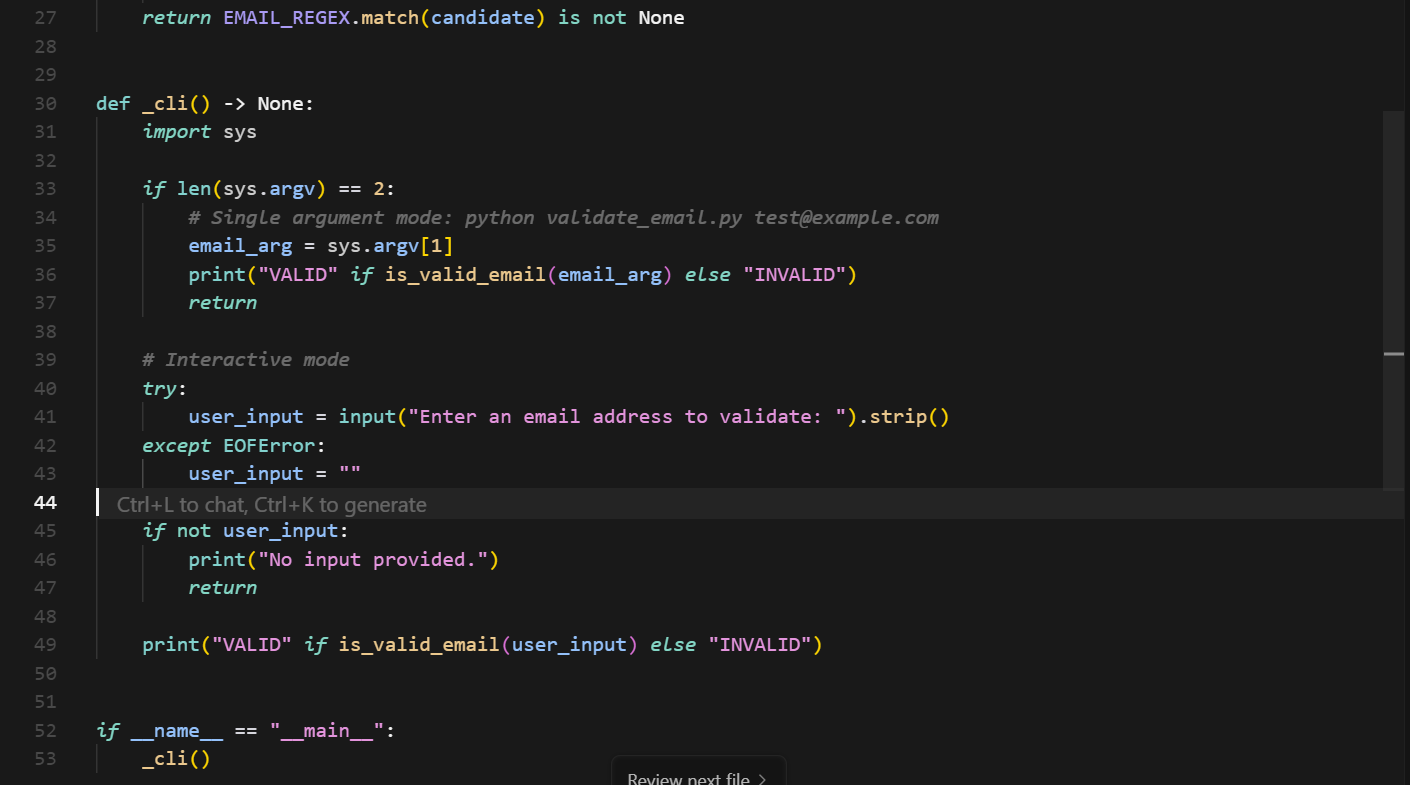 27 return EMAIL_REGEX.match(candidate) is not None
28
29
30 def _cli() -> None:
31 import sys
32
33 if len(sys.argv) == 2:
34 # Single argument mode: python validate_email.py test@example.com
35 email_arg = sys.argv[1]
36 print("VALID" if is_valid_email(email_arg) else "INVALID")
37 return
38
39 # Interactive mode
40 try:
41 user_input = input("Enter an email address to validate: ").strip()
42 except EOFError:
43 user_input = ""
44 Ctrl+L to chat, Ctrl+K to generate
45 if not user_input:
46 print("No input provided.")
47 return
48
49 print("VALID" if is_valid_email(user_input) else "INVALID")
50
51
52 if __name__ == "__main__":
53 _cli()
Review next file >